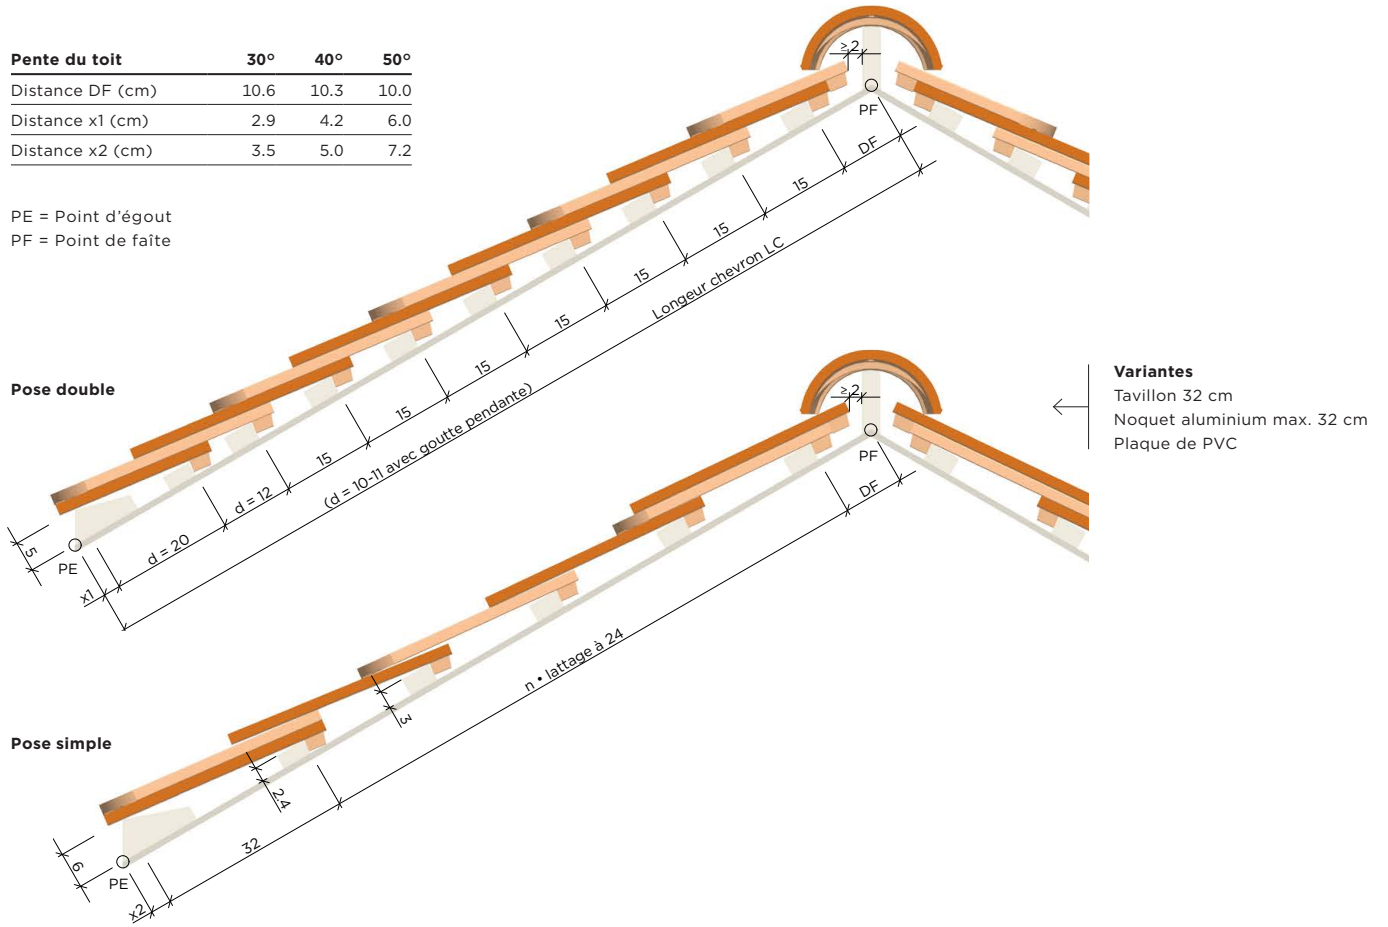 Pente du toit 30° 40° 50°
Distance DF (cm) 10.6 10.3 10.0
Distance x1 (cm) 2.9 4.2 6.0
Distance x2 (cm) 3.5 5.0 7.2
PE = Point d'égout
PF = Point de faîte
≥2
PF
DF
15
15
15
15
15
15
15
15
d = 12
d = 20
Longeur chevron LC
(d = 10-11 avec goutte pendante)
Pose double
5
PE
x1
≥2
PF
DF
Variantes
Tavillon 32 cm
Noquet aluminium max. 32 cm
Plaque de PVC
n • lattage à 24
3
Pose simple
2.4
32
6
PE
x2